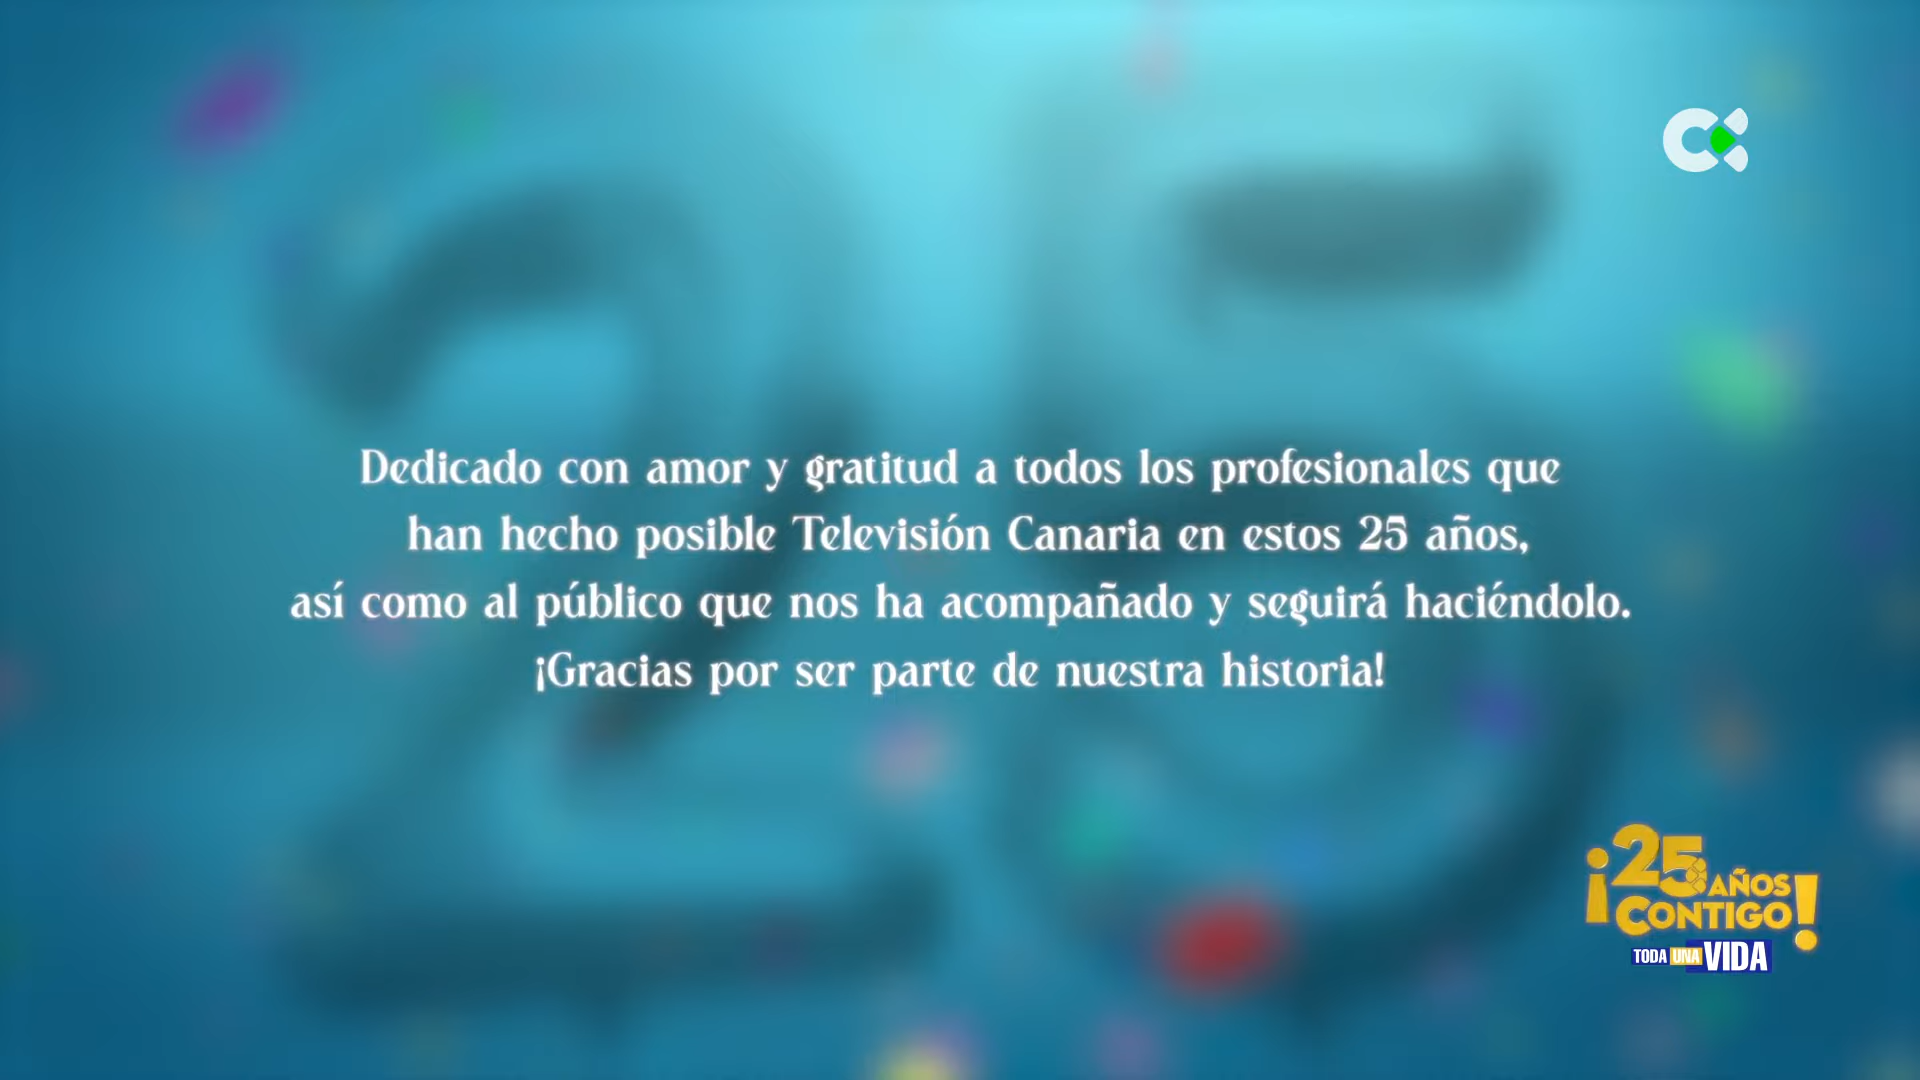 Dedicado con amor y gratitud a todos los profesionales que
han hecho posible Televisión Canaria en estos 25 años,
así como al público que nos ha acompañado y seguirá haciéndolo.
¡Gracias por ser parte de nuestra historia!
¡25 AÑOS
CONTIGO!
TODA UNA VIDA